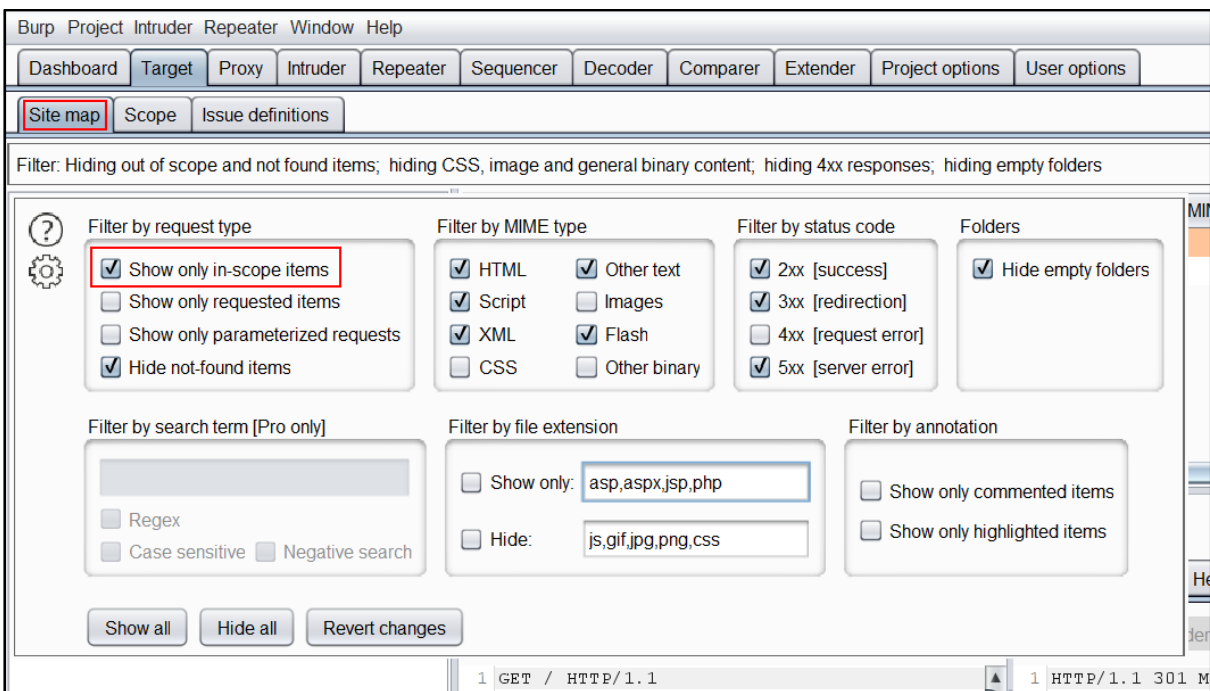 Burp Project Intruder Repeater Window Help
Dashboard Target Proxy Intruder Repeater Sequencer Decoder Comparer Extender Project options User options
Site map Scope Issue definitions
Filter: Hiding out of scope and not found items; hiding CSS, image and general binary content; hiding 4xx responses; hiding empty folders
Filter by request type
Show only in-scope items
Show only requested items
Show only parameterized requests
Hide not-found items
Filter by MIME type
HTML Other text
Script Images
XML Flash
CSS Other binary
Filter by status code
2xx [success]
3xx [redirection]
4xx [request error]
5xx [server error]
Folders
Hide empty folders
Filter by search term [Pro only]
Regex
Case sensitive Negative search
Filter by file extension
Show only: asp,aspx,jsp,php
Hide: js,gif,jpg,png,css
Filter by annotation
Show only commented items
Show only highlighted items
Show all Hide all Revert changes
1 GET / HTTP/1.1
1 HTTP/1.1 301 M